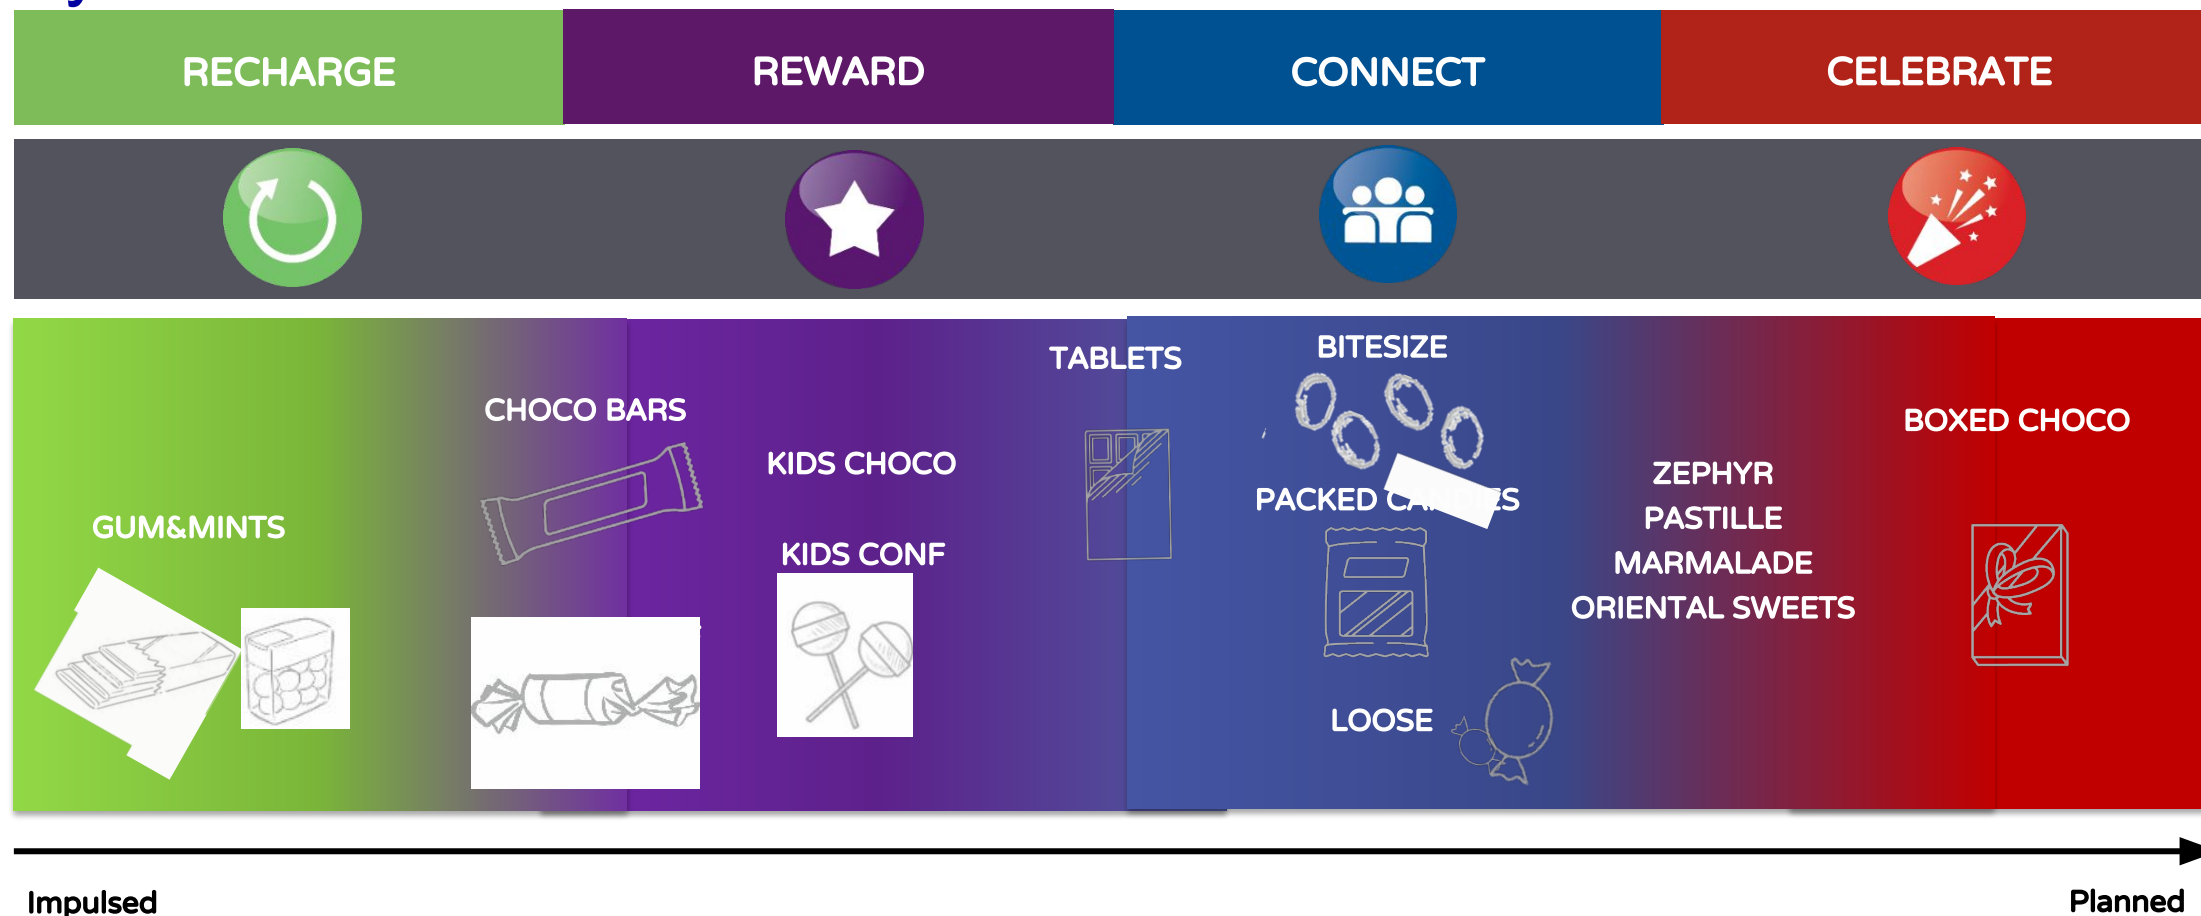 RECHARGE
REWARD
CONNECT
CELEBRATE
GUM&MINTS
CHOCO BARS
KIDS CHOCO
KIDS CONF
TABLETS
BITESIZE
PACKED CANDIES
LOOSE
ZEPHYR
PASTILLE
MARMALADE
ORIENTAL SWEETS
BOXED CHOCO
Impulsed
Planned